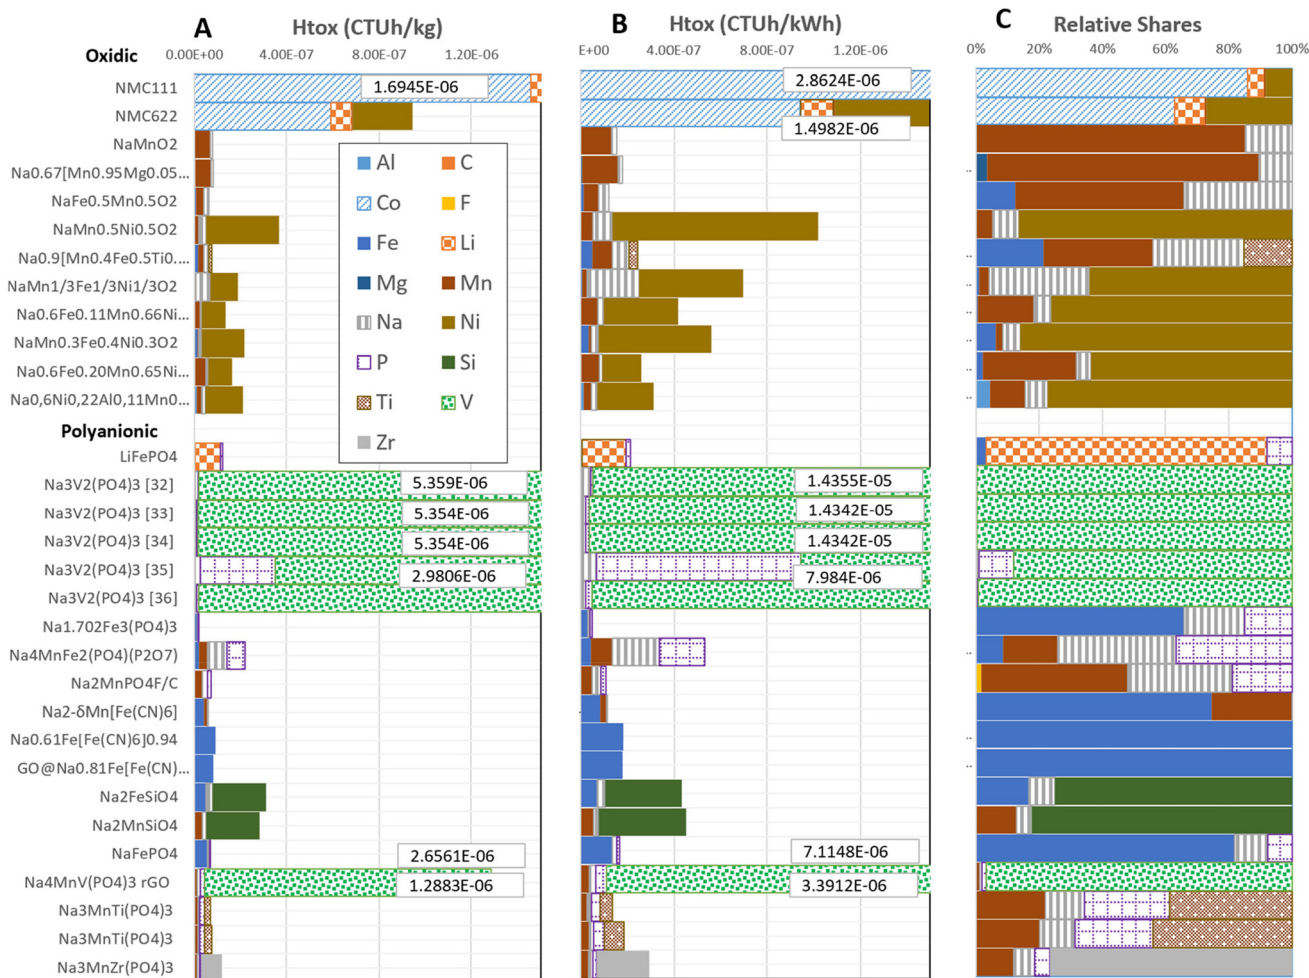 A Htox (CTUh/kg)
B Htox (CTUh/kWh)
C Relative Shares
0.00E+00 4.00E-07 8.00E-07 1.20E-06
E+00 4.00E-07 8.00E-07 1.20E-06
0% 20% 40% 60% 80% 100%
Oxidic
NMC111
1.6945E-06
2.8624E-06
NMC622
1.4982E-06
NaMnO2
Na0.67[Mn0.95Mg0.05...
NaFe0.5Mn0.5O2
NaMn0.5Ni0.5O2
Na0.9[Mn0.4Fe0.5Ti0....
NaMn1/3Fe1/3Ni1/3O2
Na0.6Fe0.11Mn0.66Ni...
NaMn0.3Fe0.4Ni0.3O2
Na0.6Fe0.20Mn0.65Ni...
Na0,6Ni0,22Al0,11Mn0...
Al C
Co F
Fe Li
Mg Mn
Na Ni
P Si
Ti V
Zr
Polyanionic
LiFePO4
Na3V2(PO4)3 [32]
5.359E-06
1.4355E-05
Na3V2(PO4)3 [33]
5.354E-06
1.4342E-05
Na3V2(PO4)3 [34]
5.354E-06
1.4342E-05
Na3V2(PO4)3 [35]
2.9806E-06
7.984E-06
Na3V2(PO4)3 [36]
Na1.702Fe3(PO4)3
Na4MnFe2(PO4)(P2O7)
Na2MnPO4F/C
Na2-δMn[Fe(CN)6]
Na0.61Fe[Fe(CN)6]0.94
GO@Na0.81Fe[Fe(CN)...
Na2FeSiO4
Na2MnSiO4
NaFePO4
2.6561E-06
7.1148E-06
Na4MnV(PO4)3 rGO
1.2883E-06
3.3912E-06
Na3MnTi(PO4)3
Na3MnTi(PO4)3
Na3MnZr(PO4)3